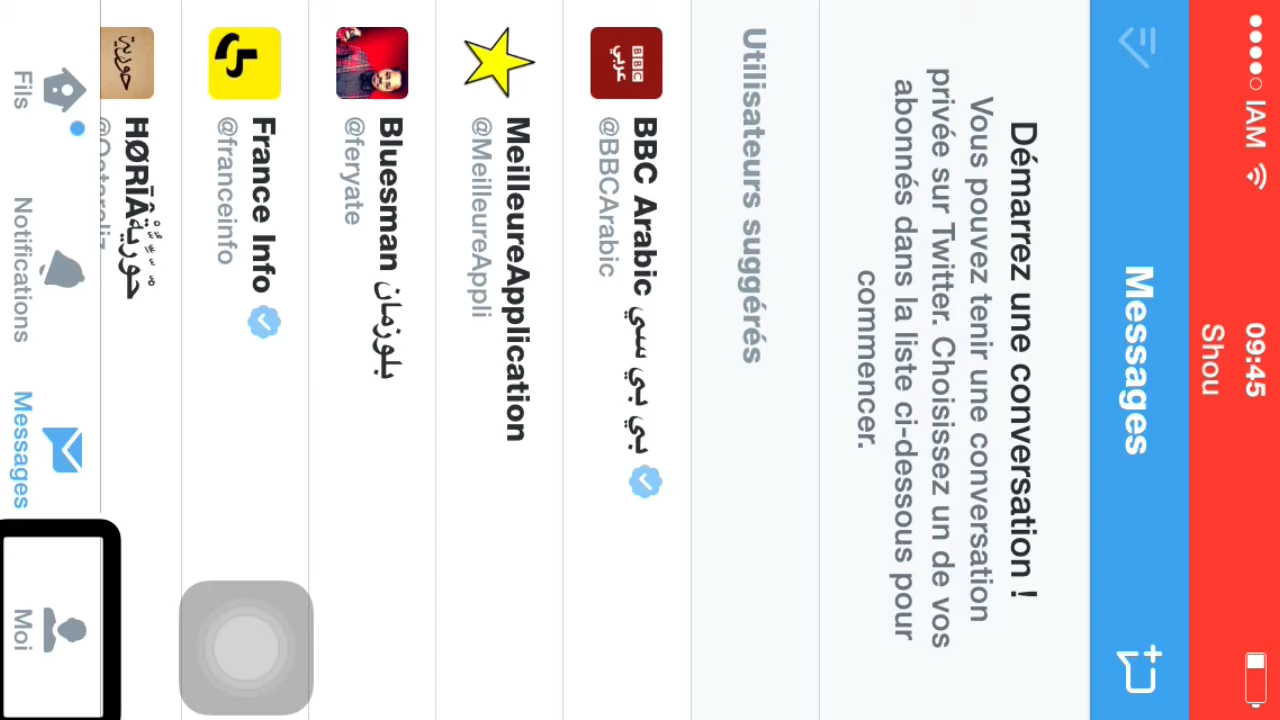 IAM
09:45
Shou
Messages
Démarrez une conversation !
Vous pouvez tenir une conversation
privée sur Twitter. Choisissez un de vos
abonnés dans la liste ci-dessous pour
commencer.
Utilisateurs suggérés
BBC عربي
BBC Arabic بي بي سي
@BBCArabic
MeilleureApplication
@MeilleureAppli
Bluesman بلوزمان
@feryate
France Info
@franceinfo
حورية
Fils
Notifications
Messages
Moi